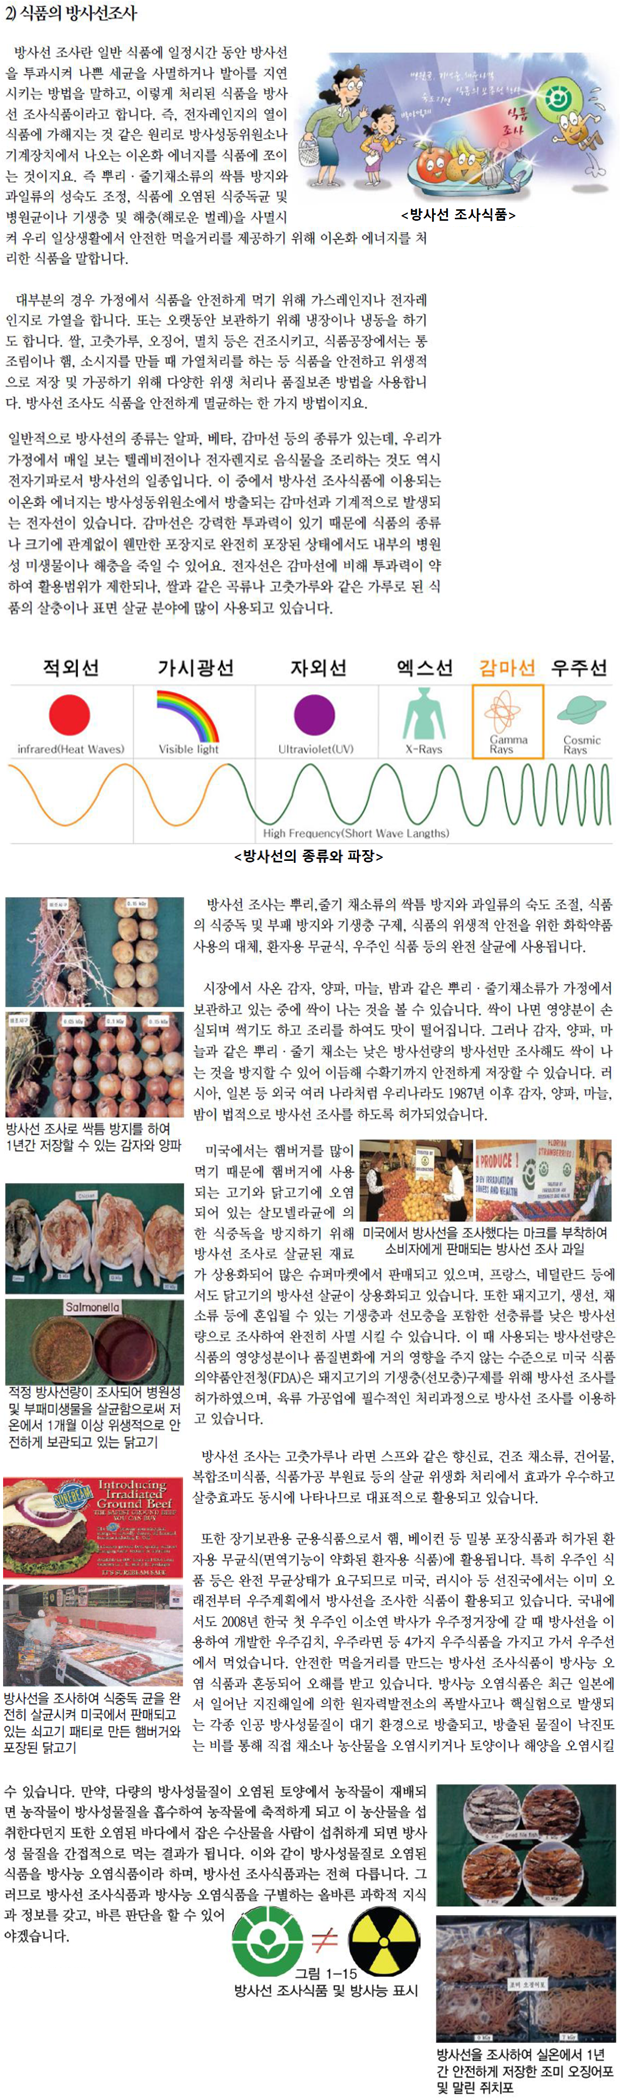 2) 식품의 방사선조사
방사선 조사란 일반 식품에 일정시간 동안 방사선
을 투과시켜 나쁜 세균을 사멸하거나 발아를 지연
시키는 방법을 말하고, 이렇게 처리된 식품을 방사
선 조사식품이라고 합니다. 즉, 전자레인지의 열이
식품에 가해지는 것 같은 원리로 방사성동위원소나
기계장치에서 나오는 이온화 에너지를 식품에 쪼이
는 것이지요. 즉 뿌리 · 줄기채소류의 싹틈 방지와
과일류의 성숙도 조정, 식품에 오염된 식중독균 및
병원균이나 기생충 및 해충(해로운 벌레)을 사멸시
켜 우리 일상생활에서 안전한 먹을거리를 제공하기 위해 이온화 에너지를 처
리한 식품을 말합니다.
식품
조사
<방사선 조사식품>
대부분의 경우 가정에서 식품을 안전하게 먹기 위해 가스레인지나 전자레
인지로 가열을 합니다. 또는 오랫동안 보관하기 위해 냉장이나 냉동을 하기
도 합니다. 쌀, 고춧가루, 오징어, 멸치 등은 건조시키고, 식품공장에서는 통
조림이나 햄, 소시지를 만들 때 가열처리를 하는 등 식품을 안전하고 위생적
으로 저장 및 가공하기 위해 다양한 위생 처리나 품질보존 방법을 사용합니
다. 방사선 조사도 식품을 안전하게 멸균하는 한 가지 방법이지요.
일반적으로 방사선의 종류는 알파, 베타, 감마선 등의 종류가 있는데, 우리가
가정에서 매일 보는 텔레비전이나 전자렌지로 음식물을 조리하는 것도 역시
전자기파로서 방사선의 일종입니다. 이 중에서 방사선 조사식품에 이용되는
이온화 에너지는 방사성동위원소에서 방출되는 감마선과 기계적으로 발생되
는 전자선이 있습니다. 감마선은 강력한 투과력이 있기 때문에 식품의 종류
나 크기에 관계없이 웬만한 포장지로 완전히 포장된 상태에서도 내부의 병원
성 미생물이나 해충을 죽일 수 있어요. 전자선은 감마선에 비해 투과력이 약
하여 활용범위가 제한되나, 쌀과 같은 곡류나 고춧가루와 같은 가루로 된 식
품의 살충이나 표면 살균 분야에 많이 사용되고 있습니다.
적외선 가시광선 자외선 엑스선 감마선 우주선
infrared(Heat Waves) Visible light Ultraviolet(UV) X-Rays Gamma Rays Cosmic Rays
High Frequency(Short Wave Langths)
<방사선의 종류와 파장>
방사선 조사는 뿌리,줄기 채소류의 싹틈 방지와 과일류의 숙도 조절, 식품
의 식중독 및 부패 방지와 기생충 구제, 식품의 위생적 안전을 위한 화학약품
사용의 대체, 환자용 무균식, 우주인 식품 등의 완전 살균에 사용됩니다.
시장에서 사온 감자, 양파, 마늘, 밤과 같은 뿌리 · 줄기채소류가 가정에서
보관하고 있는 중에 싹이 나는 것을 볼 수 있습니다. 싹이 나면 영양분이 손
실되며 썩기도 하고 조리를 하여도 맛이 떨어집니다. 그러나 감자, 양파, 마
늘과 같은 뿌리 · 줄기 채소는 낮은 방사선량의 방사선만 조사해도 싹이 나
는 것을 방지할 수 있어 이듬해 수확기까지 안전하게 저장할 수 있습니다. 러
시아, 일본 등 외국 여러 나라처럼 우리나라도 1987년 이후 감자, 양파, 마늘,
밤이 법적으로 방사선 조사를 하도록 허가되었습니다.
방사선 조사로 싹틈 방지를 하여
1년간 저장할 수 있는 감자와 양파
미국에서는 햄버거를 많이
먹기 때문에 햄버거에 사용
되는 고기와 닭고기에 오염
되어 있는 살모넬라균에 의
한 식중독을 방지하기 위해
방사선 조사로 살균된 재료
가 상용화되어 많은 슈퍼마켓에서 판매되고 있으며, 프랑스, 네덜란드 등에
서도 닭고기의 방사선 살균이 상용화되고 있습니다. 또한 돼지고기, 생선, 채
소류 등에 혼입될 수 있는 기생충과 선모충을 포함한 선충류를 낮은 방사선
량으로 조사하여 완전히 사멸 시킬 수 있습니다. 이 때 사용되는 방사선량은
식품의 영양성분이나 품질변화에 거의 영향을 주지 않는 수준으로 미국 식품
의약품안전청(FDA)은 돼지고기의 기생충(선모충)구제를 위해 방사선 조사를
허가하였으며, 육류 가공업에 필수적인 처리과정으로 방사선 조사를 이용하
고 있습니다.
PRODUCE !
미국에서 방사선을 조사했다는 마크를 부착하여
소비자에게 판매되는 방사선 조사 과일
Salmonella
적정 방사선량이 조사되어 병원성
및 부패미생물을 살균함으로써 저
온에서 1개월 이상 위생적으로 안
전하게 보관되고 있는 닭고기
방사선 조사는 고춧가루나 라면 스프와 같은 향신료, 건조 채소류, 건어물,
복합조미식품, 식품가공 부원료 등의 살균 위생화 처리에서 효과가 우수하고
살충효과도 동시에 나타나므로 대표적으로 활용되고 있습니다.
Introducing
Irradiated
Ground Beef
방사선을 조사하여 식중독 균을 완
전히 살균시켜 미국에서 판매되고
있는 쇠고기 패티로 만든 햄버거와
포장된 닭고기
또한 장기보관용 군용식품으로서 햄, 베이컨 등 밀봉 포장식품과 허가된 환
자용 무균식(면역기능이 약화된 환자용 식품)에 활용됩니다. 특히 우주인 식
품 등은 완전 무균상태가 요구되므로 미국, 러시아 등 선진국에서는 이미 오
래전부터 우주계획에서 방사선을 조사한 식품이 활용되고 있습니다. 국내에
서도 2008년 한국 첫 우주인 이소연 박사가 우주정거장에 갈 때 방사선을 이
용하여 개발한 우주김치, 우주라면 등 4가지 우주식품을 가지고 가서 우주선
에서 먹었습니다. 안전한 먹을거리를 만드는 방사선 조사식품이 방사능 오
염 식품과 혼동되어 오해를 받고 있습니다. 방사능 오염식품은 최근 일본에
서 일어난 지진해일에 의한 원자력발전소의 폭발사고나 핵실험으로 발생되
는 각종 인공 방사성물질이 대기 환경으로 방출되고, 방출된 물질이 낙진또
는 비를 통해 직접 채소나 농산물을 오염시키거나 토양이나 해양을 오염시킬
수 있습니다. 만약, 다량의 방사성물질이 오염된 토양에서 농작물이 재배되
면 농작물이 방사성물질을 흡수하여 농작물에 축적하게 되고 이 농산물을 섭
취한다던지 또한 오염된 바다에서 잡은 수산물을 사람이 섭취하게 되면 방사
성 물질을 간접적으로 먹는 결과가 됩니다. 이와 같이 방사성물질로 오염된
식품을 방사능 오염식품이라 하며, 방사선 조사식품과는 전혀 다릅니다. 그
러므로 방사선 조사식품과 방사능 오염식품을 구별하는 올바른 과학적 지식
과 정보를 갖고, 바른 판단을 할 수 있어
야겠습니다.
≠
그림 1-15
방사선 조사식품 및 방사능 표시
조미 오징어포
방사선을 조사하여 실온에서 1년
간 안전하게 저장한 조미 오징어포
및 말린 쥐치포